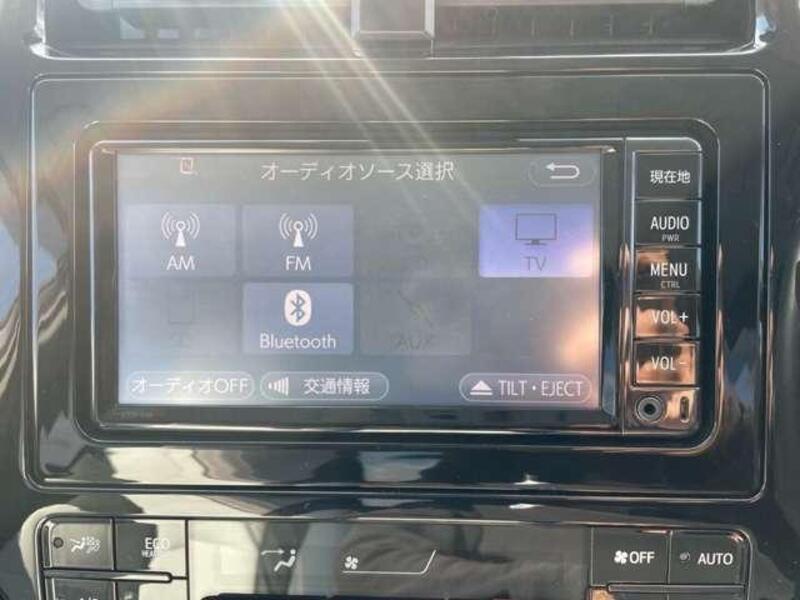 オーディオソース選択
AM
FM
TV
Bluetooth
AUX
オーディオOFF
交通情報
TILT・EJECT
現在地
AUDIO
PWR
MENU
CTRL
VOL+
VOL-
ECO
OFF
AUTO